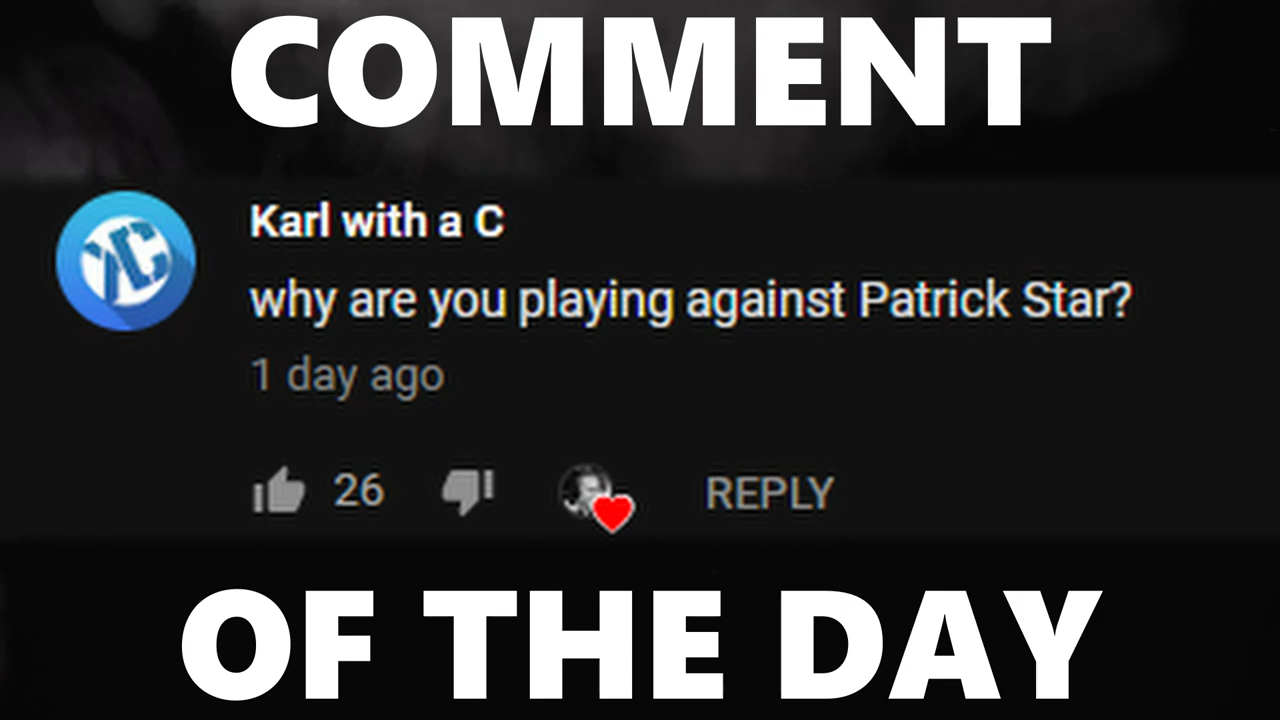 COMMENT
Karl with a C
why are you playing against Patrick Star?
1 day ago
26 REPLY
OF THE DAY